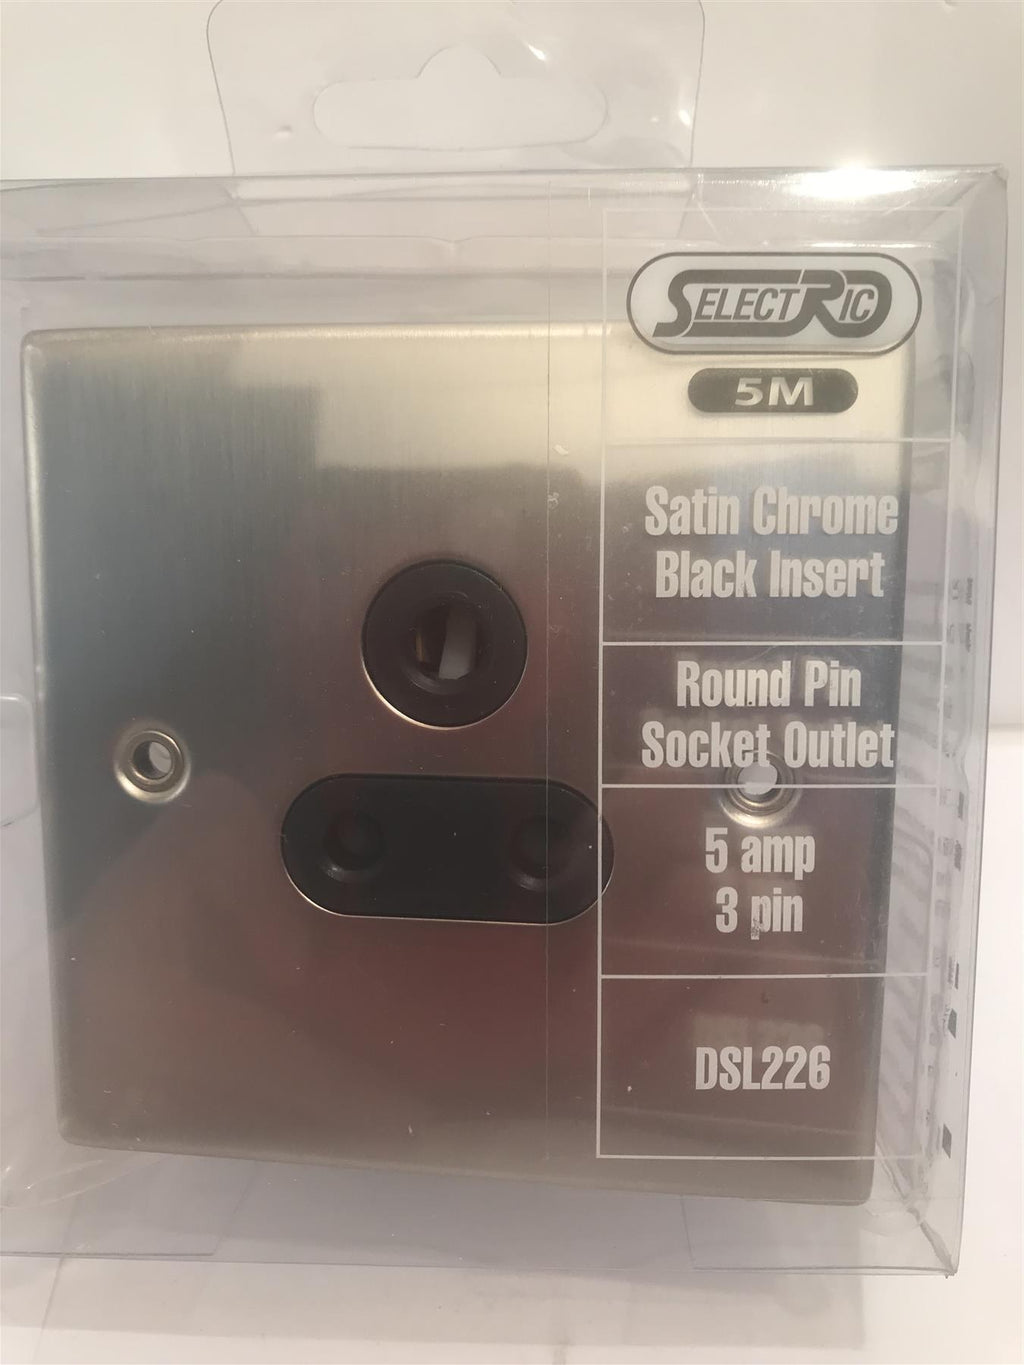 SELECTRIC
5M
Satin Chrome
Black Insert
Round Pin
Socket Outlet
5 amp
3 pin
DSL226